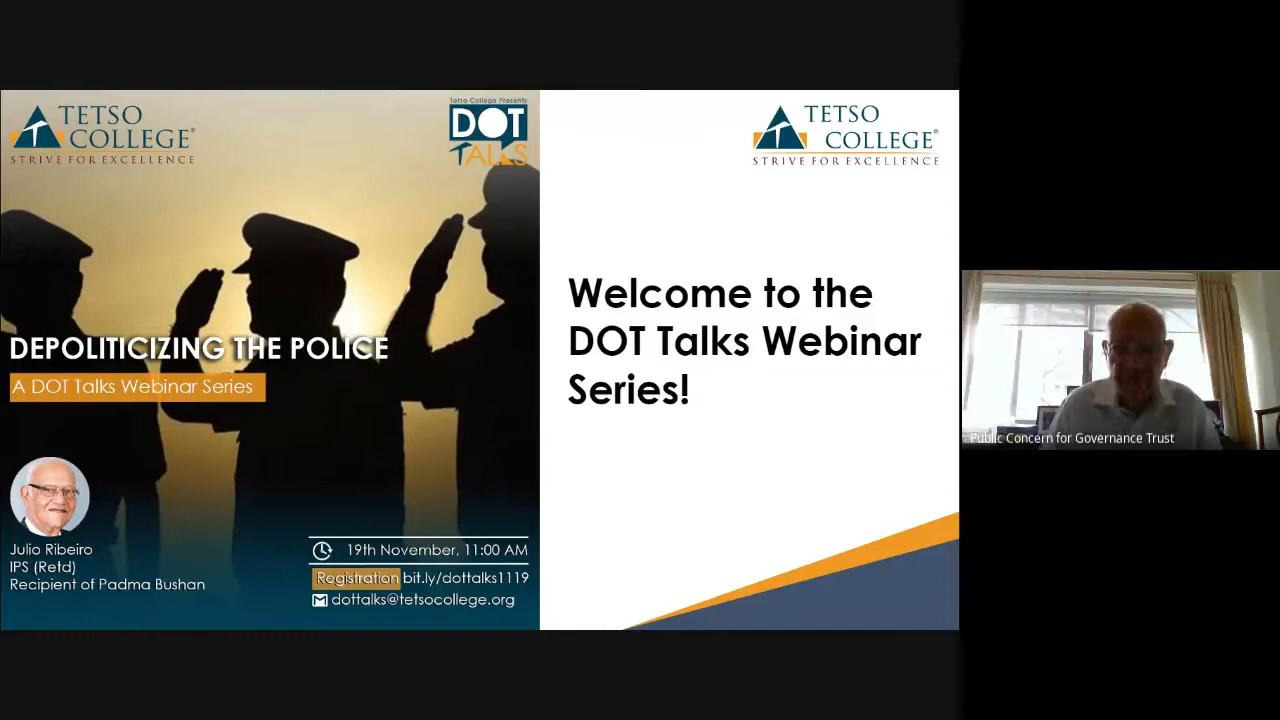 TETSO
COLLEGE®
STRIVE FOR EXCELLENCE
Tetso College Presents
DOT
TALKS
DEPOLITICIZING THE POLICE
A DOT Talks Webinar Series
Julio Ribeiro
IPS (Retd)
Recipient of Padma Bushan
19th November, 11:00 AM
Registration bit.ly/dottalks1119
dottalks@tetsocollege.org
TETSO
COLLEGE®
STRIVE FOR EXCELLENCE
Welcome to the
DOT Talks Webinar
Series!
Public Concern for Governance Trust